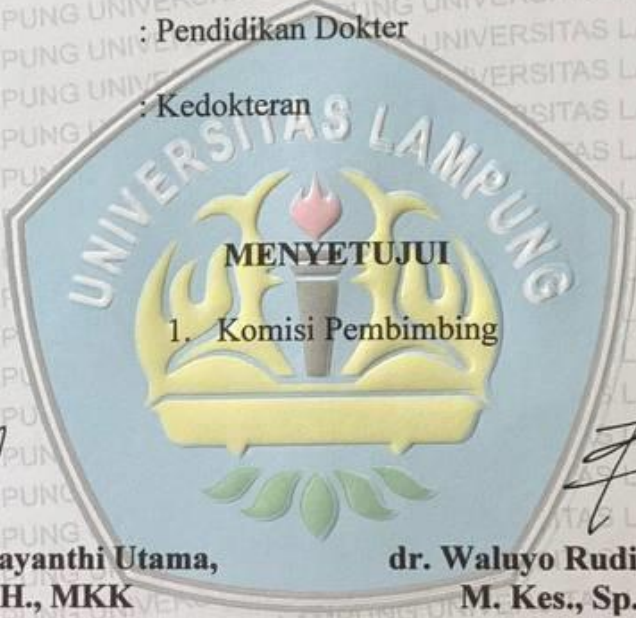 : Pendidikan Dokter
: Kedokteran
UNIVERSITAS LAMPUNG
MENYETUJUI
1. Komisi Pembimbing
ayanthi Utama,
H., MKK
dr. Waluyo Rudi
M. Kes., Sp.